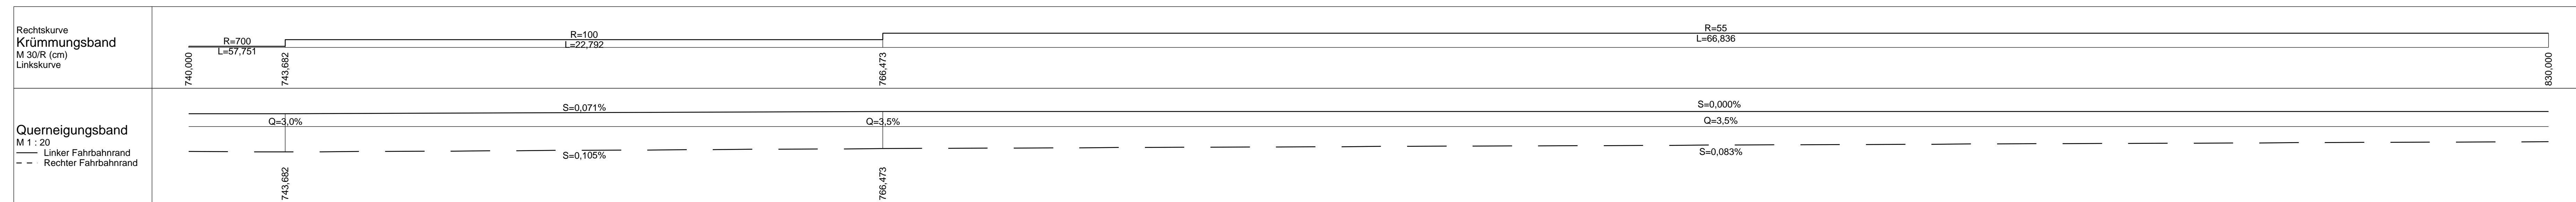 Rechtskurve
Krümmungsband
M 30/R (cm)
Linkskurve
R=700
L=57,751
R=100
L=22,792
R=55
L=66,836
740,000
743,682
766,473
830,000
Querneigungsband
M 1 : 20
Linker Fahrbahnrand
Rechter Fahrbahnrand
S=0,071%
S=0,000%
Q=3,0%
Q=3,5%
Q=3,5%
S=0,105%
S=0,083%
743,682
766,473